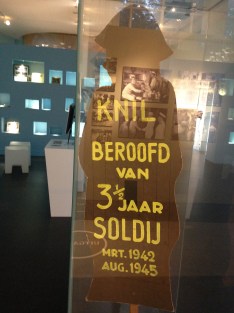 KNIL
BEROOFD
VAN
3½ JAAR
SOLDIJ
MRT. 1942
AUG. 1945